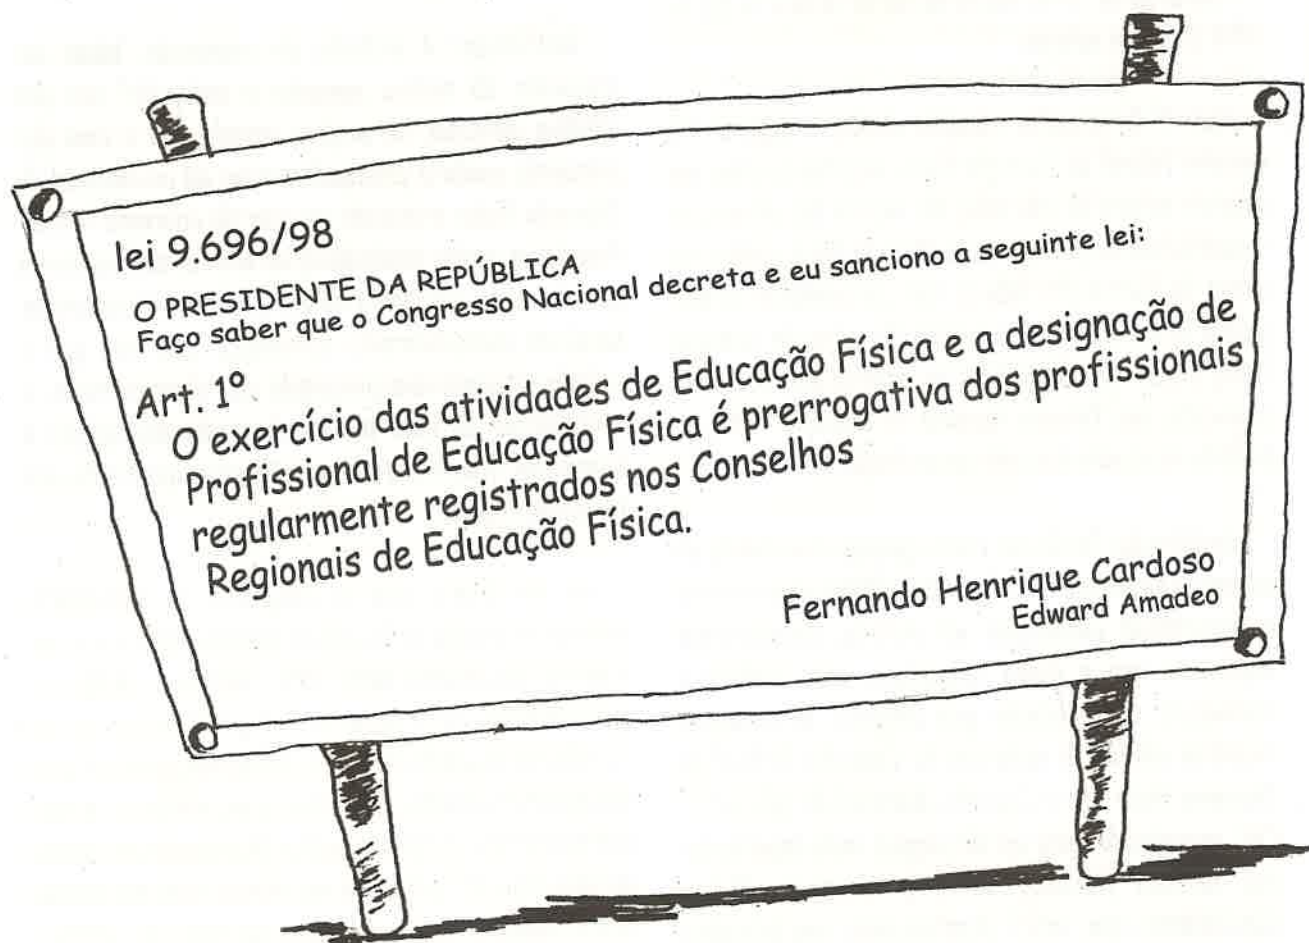 lei 9.696/98
O PRESIDENTE DA REPÚBLICA
Faço saber que o Congresso Nacional decreta e eu sanciono a seguinte lei:
Art. 1º
O exercício das atividades de Educação Física e a designação de
Profissional de Educação Física é prerrogativa dos profissionais
regularmente registrados nos Conselhos
Regionais de Educação Física.
Fernando Henrique Cardoso
Edward Amadeo